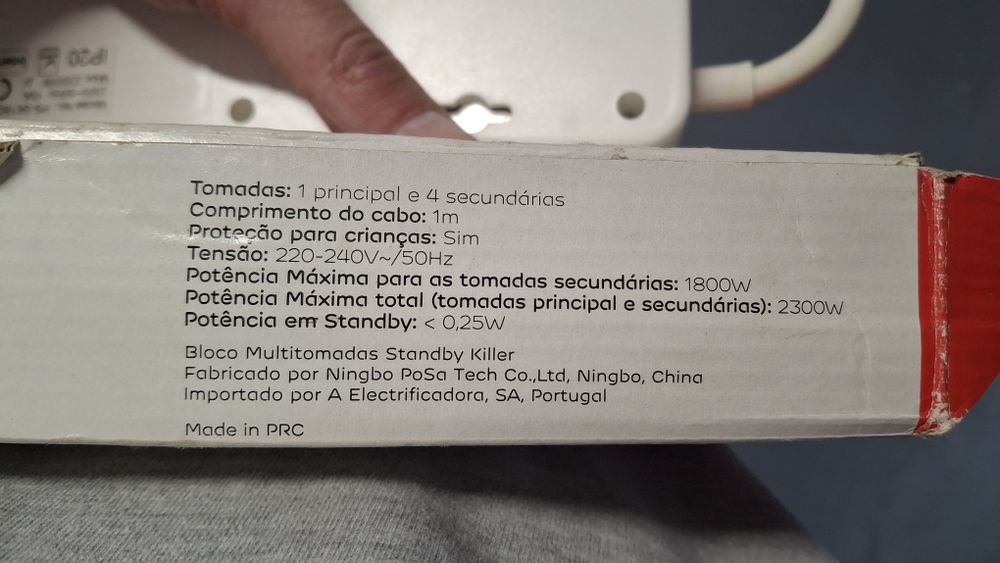 IP20
Tomadas: 1 principal e 4 secundárias
Comprimento do cabo: 1m
Proteção para crianças: Sim
Tensão: 220-240V~/50Hz
Potência Máxima para as tomadas secundárias: 1800W
Potência Máxima total (tomadas principal e secundárias): 2300W
Potência em Standby: < 0,25W
Bloco Multitomadas Standby Killer
Fabricado por Ningbo PoSa Tech Co.,Ltd, Ningbo, China
Importado por A Electrificadora, SA, Portugal
Made in PRC